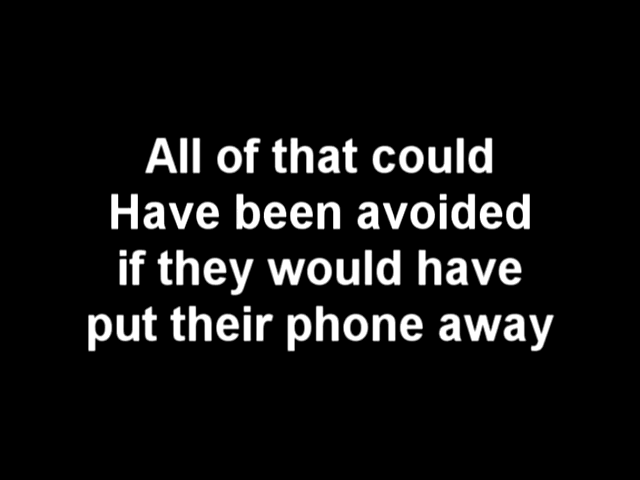 All of that could
Have been avoided
if they would have
put their phone away